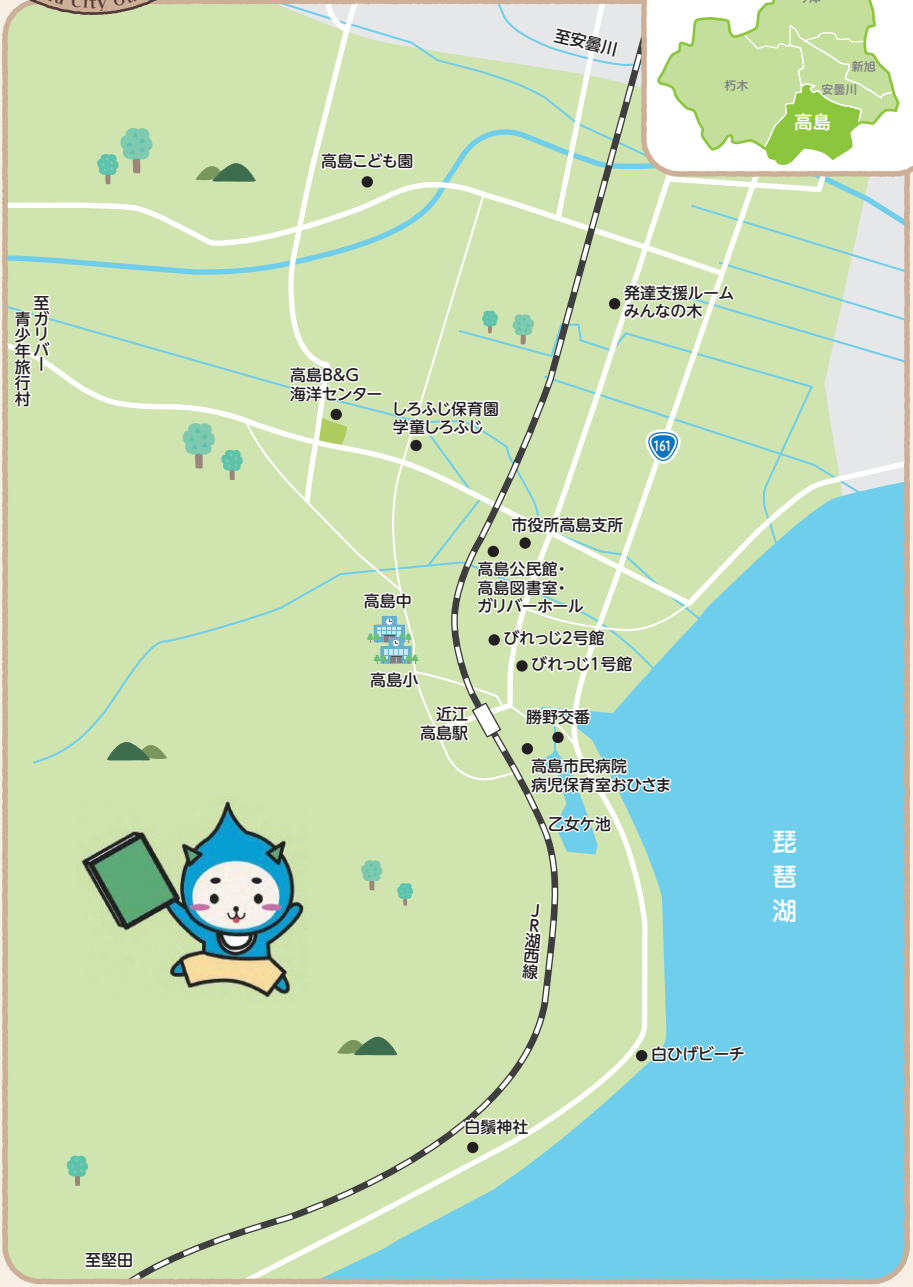 City
至安曇川
新旭
朽木
安曇川
高島
高島こども園
発達支援ルーム
みんなの木
至ガリバー
青少年旅行村
高島B&G
海洋センター
しろふじ保育園
学童しろふじ
161
市役所高島支所
高島公民館・
高島図書室・
ガリバーホール
高島中
びれっじ2号館
びれっじ1号館
高島小
近江
高島駅
勝野交番
高島市民病院
病児保育室おひさま
乙女ケ池
琵琶湖
JR湖西線
白ひげビーチ
白鬚神社
至堅田